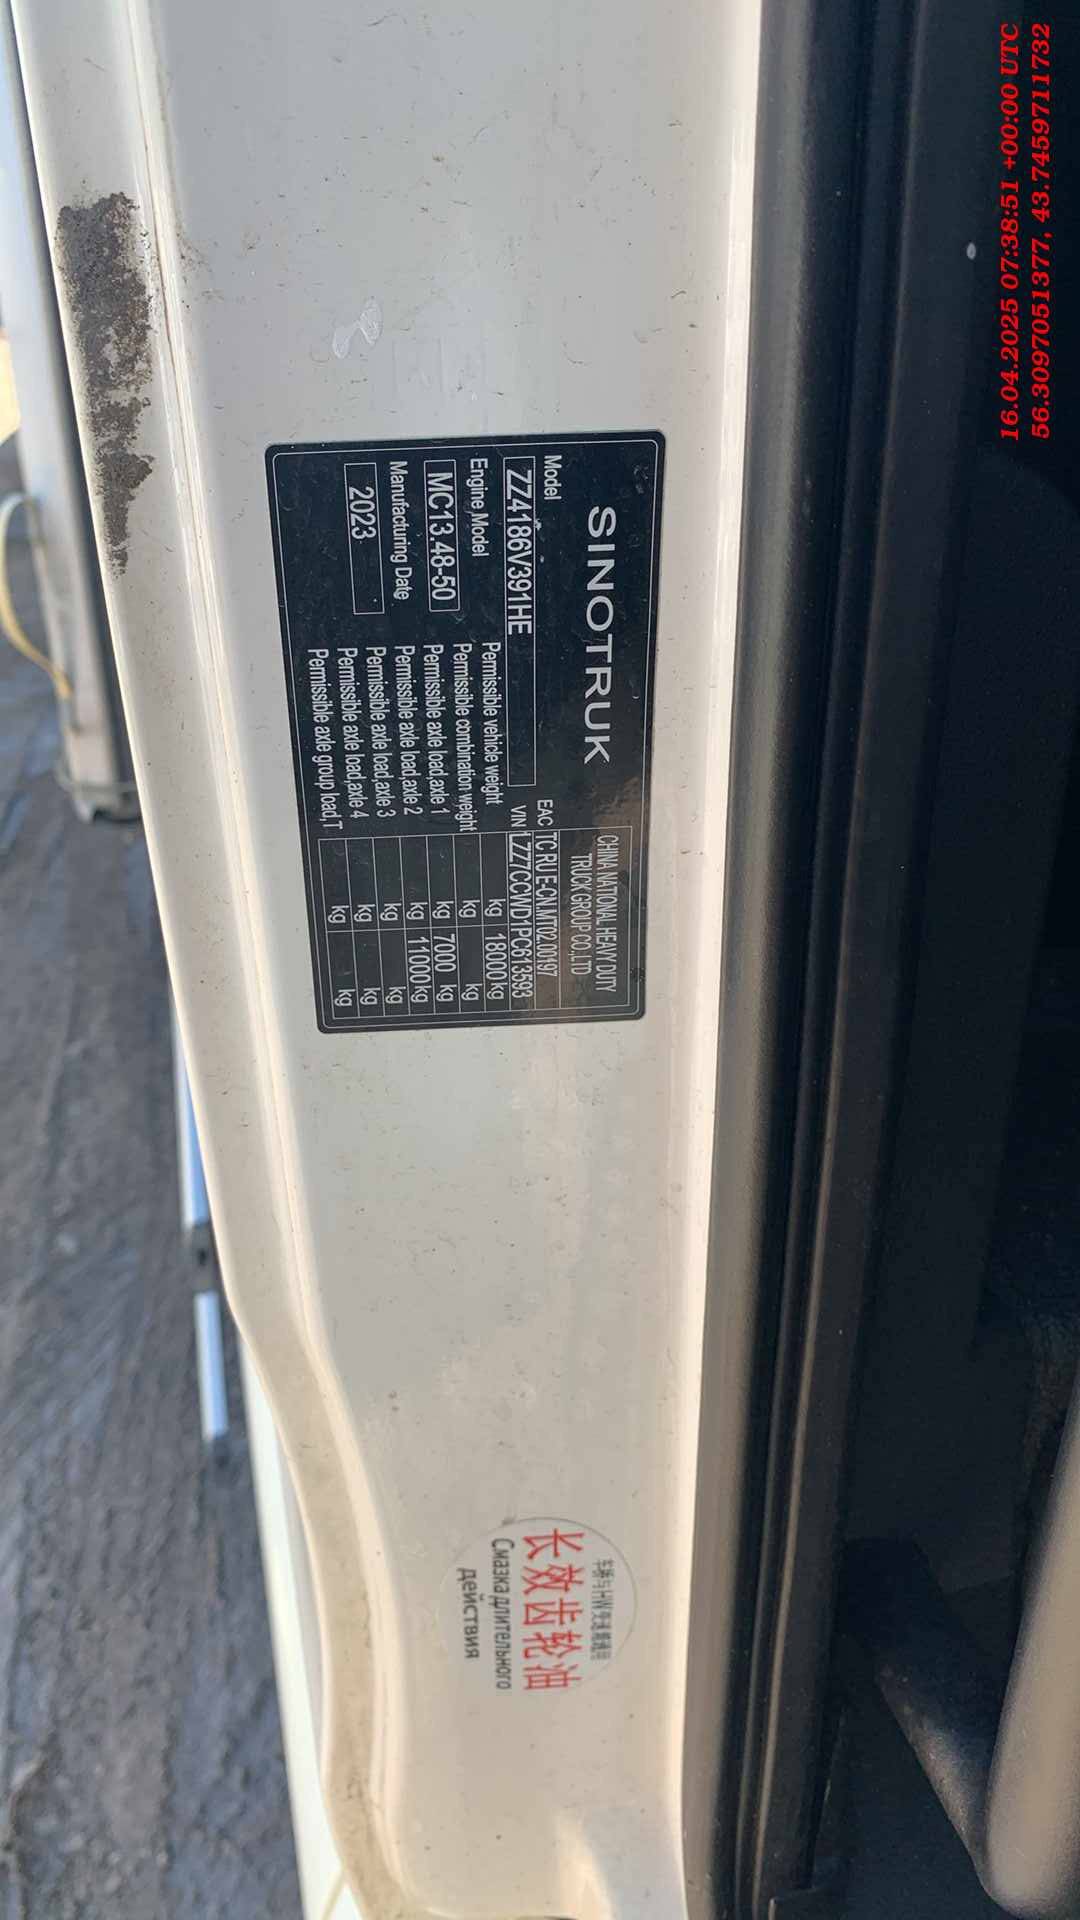 16.04.2025 07:38:51 +00:00 UTC
56.3097051377, 43.7459711732
SINOTRUK
CHINA NATIONAL HEAVY DUTY
TRUCK GROUP CO.,LTD
Model
EAC TC RU E-CN.MT02.00197
ZZ4186V391HE
VIN LZZ7CCWD1PC613593
Engine Model
MC13.48-50
Manufacturing Date
2023
Permissible vehicle weight kg 18000 kg
Permissible combination weight kg kg
Permissible axle load,axle 1 kg 7000 kg
Permissible axle load,axle 2 kg 11000 kg
Permissible axle load,axle 3 kg kg
Permissible axle load,axle 4 kg kg
Permissible axle group load,T kg kg
长效齿轮油
Смазка длительного
действия